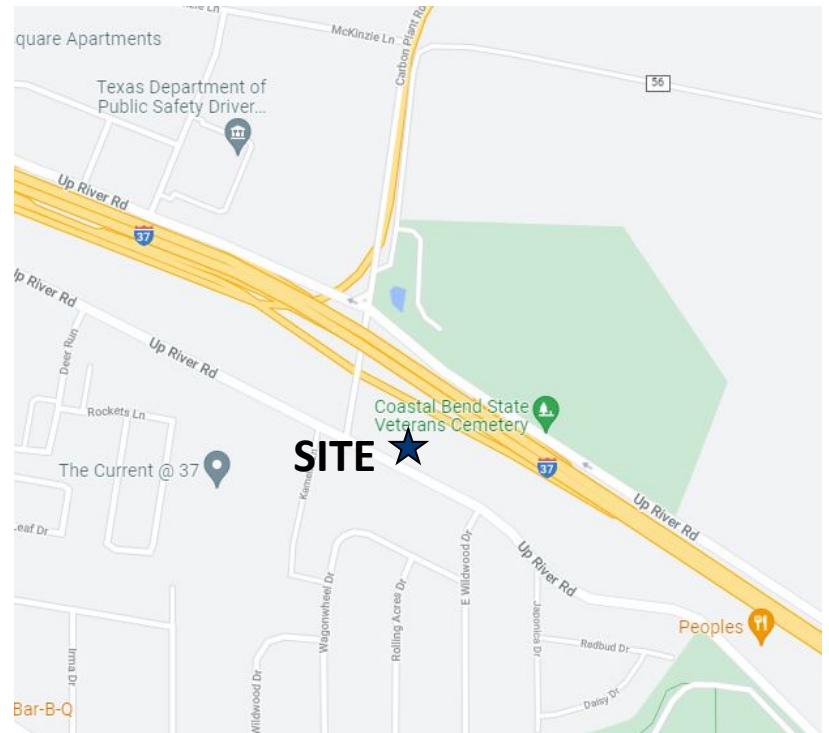 McKinzie Ln
quare Apartments
Carbon Plant Rd
56
Texas Department of
Public Safety Driver...
Up River Rd
37
Up River Rd
Deer Run
Up River Rd
Rockets Ln
Coastal Bend State
Veterans Cemetery
SITE
The Current @ 37
37
Up River Rd
Leaf Dr
E Wildwood Dr
Up River Rd
Wagonwheel Dr
Rolling Acres Dr
Japonica Dr
Peoples
Redbud Dr
Irma Dr
Wildwood Dr
Daisy Dr
Bar-B-Q